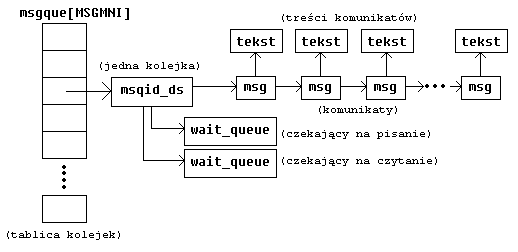 msgque[MSGMNI]
(treści komunikatów)
tekst tekst tekst tekst
(jedna kolejka)
msqid_ds msg msg msg msg
(komunikaty)
wait_queue (czekający na pisanie)
wait_queue (czekający na czytanie)
(tablica kolejek)